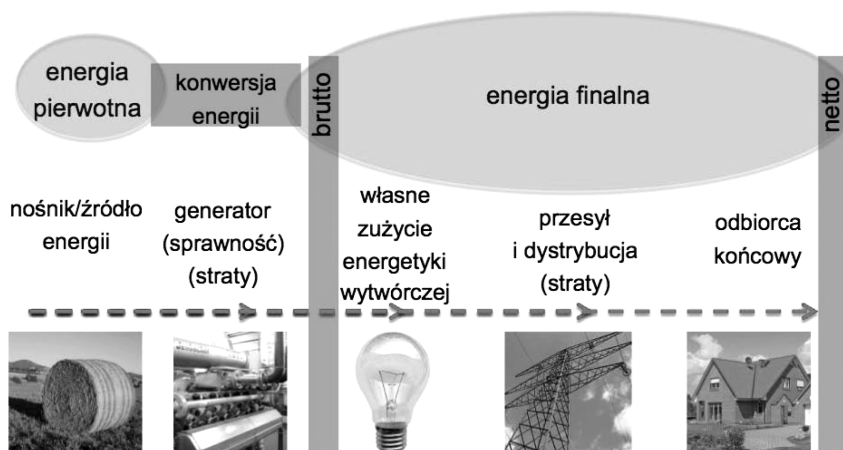 energia
pierwotna
konwersja
energii
brutto
energia finalna
netto
nośnik/źródło
energii
generator
(sprawność)
(straty)
własne
zużycie
energetyki
wytwórczej
przesył
i dystrybucja
(straty)
odbiorca
końcowy